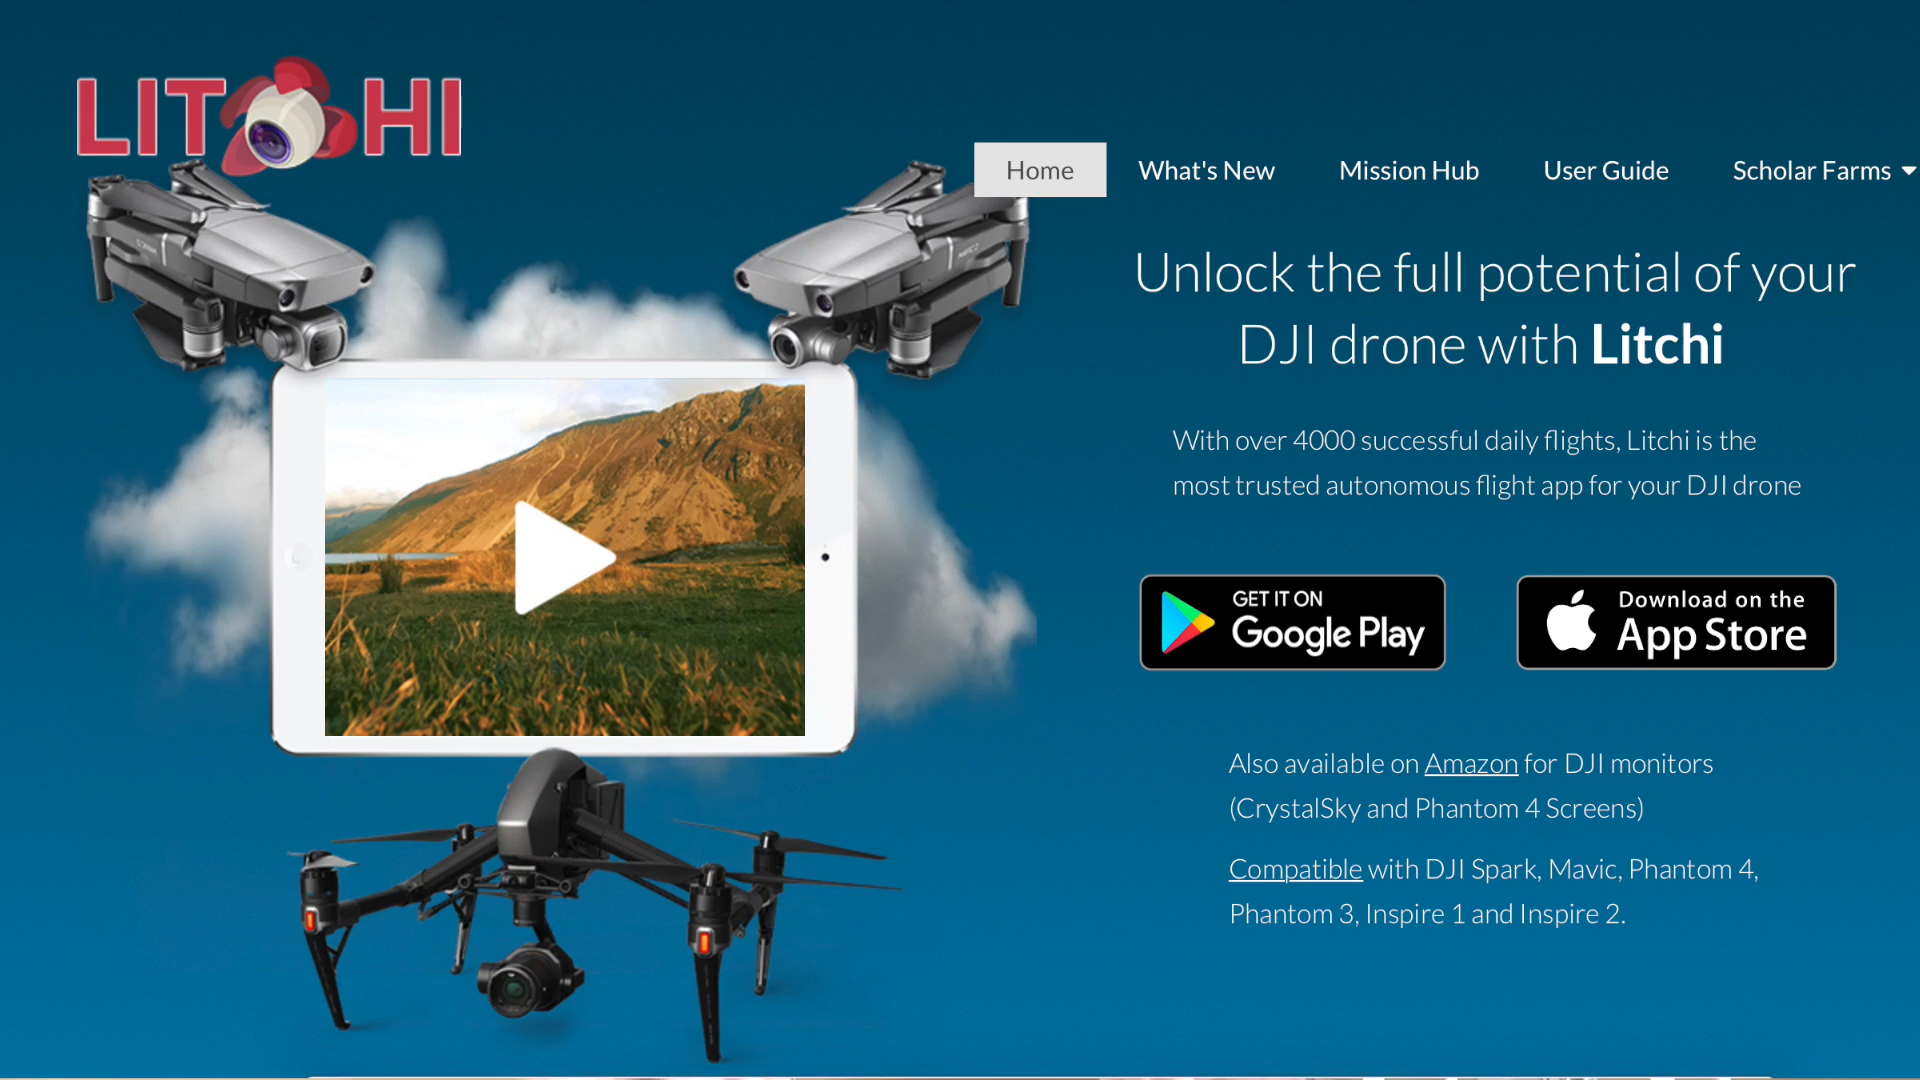 LITCHI
Home What's New Mission Hub User Guide Scholar Farms
Unlock the full potential of your
DJI drone with Litchi
With over 4000 successful daily flights, Litchi is the
most trusted autonomous flight app for your DJI drone
GET IT ON
Google Play
Download on the
App Store
Also available on Amazon for DJI monitors
(CrystalSky and Phantom 4 Screens)
Compatible with DJI Spark, Mavic, Phantom 4,
Phantom 3, Inspire 1 and Inspire 2.